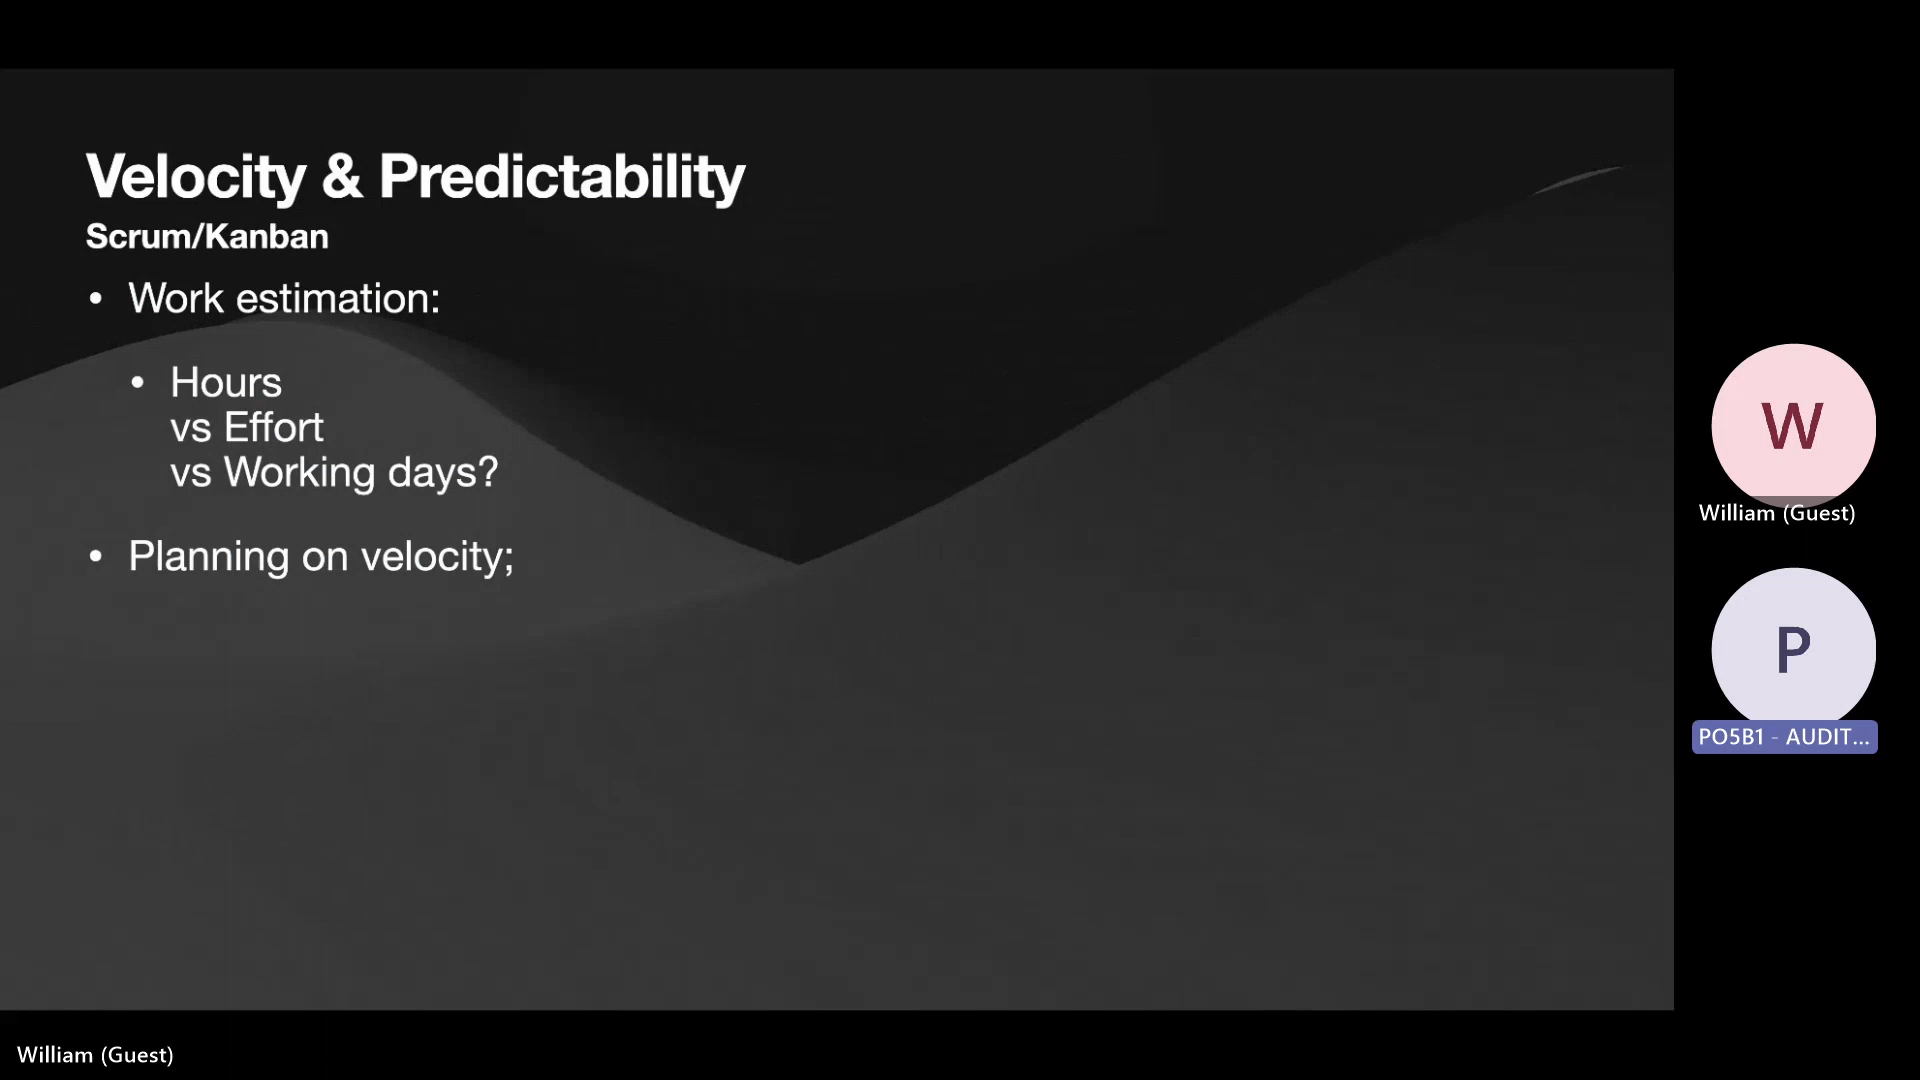 Velocity & Predictability
Scrum/Kanban
• Work estimation:
• Hours
vs Effort
vs Working days?
• Planning on velocity;
W
William (Guest)
P
PO5B1 - AUDIT...
William (Guest)